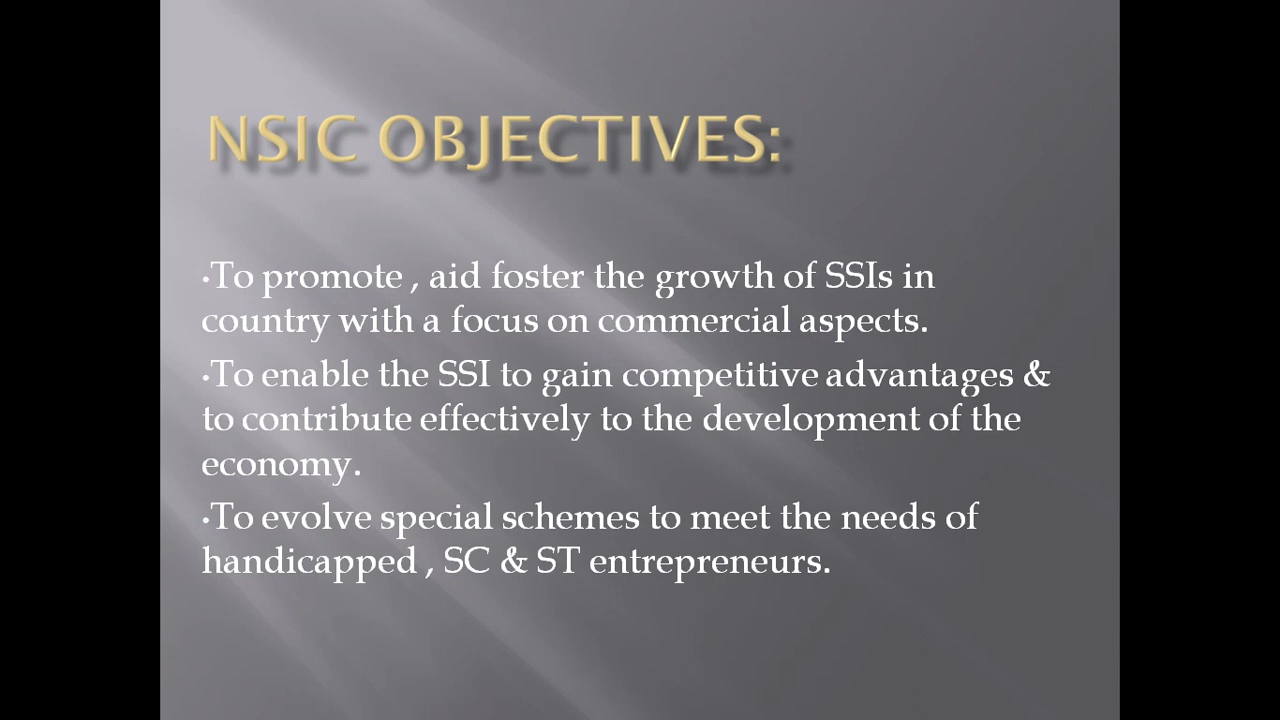 NSIC OBJECTIVES:
•To promote , aid foster the growth of SSIs in
country with a focus on commercial aspects.
•To enable the SSI to gain competitive advantages &
to contribute effectively to the development of the
economy.
•To evolve special schemes to meet the needs of
handicapped , SC & ST entrepreneurs.